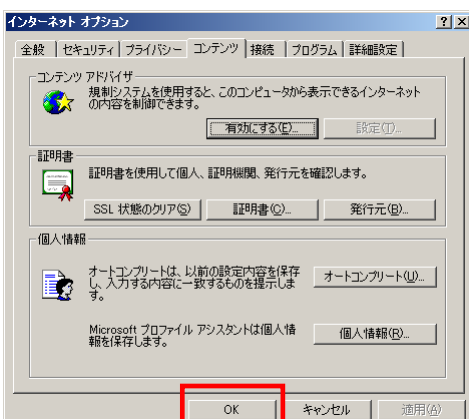 インターネット オプション
全般 セキュリティ プライバシー コンテンツ 接続 プログラム 詳細設定
コンテンツ アドバイザ
規制システムを使用すると、このコンピュータから表示できるインターネット
の内容を制御できます。
有効にする(E)... 設定(T)...
証明書
証明書を使用して個人、証明機関、発行元を確認します。
SSL 状態のクリア(S) 証明書(C)... 発行元(B)...
個人情報
オートコンプリートは、以前の設定内容を保存
し、入力する内容に一致するものを提示しま
す。
オートコンプリート(U)...
Microsoft プロファイル アシスタントは個人情
報を保存します。
個人情報(R)...
OK キャンセル 適用(A)